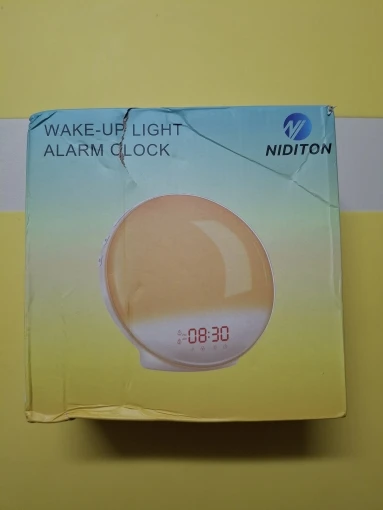 WAKE-UP LIGHT
ALARM CLOCK
NIDITON
08:30